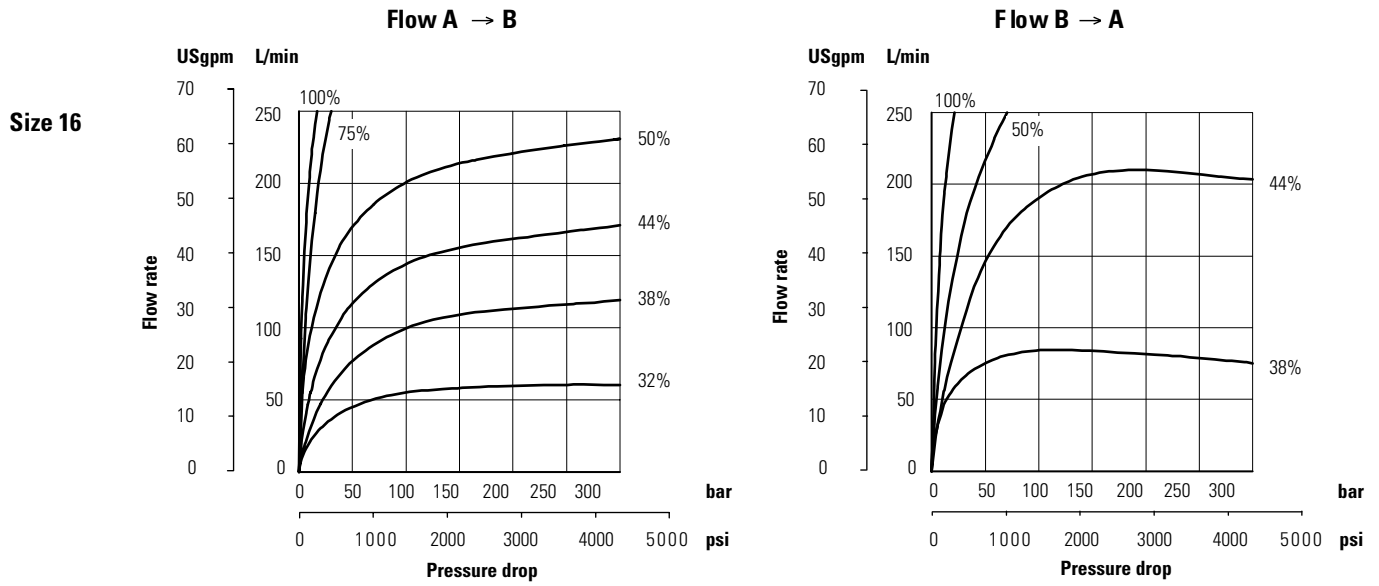 Flow A → B
USgpm L/min
Size 16
Flow rate
70
60
50
40
30
20
10
0
250
200
150
100
50
0
100%
75%
50%
44%
38%
32%
0 50 100 150 200 250 300 bar
0 1000 2000 3000 4000 5000 psi
Pressure drop
Flow B → A
USgpm L/min
Flow rate
70
60
50
40
30
20
10
0
250
200
150
100
50
0
100%
50%
44%
38%
0 50 100 150 200 250 300 bar
0 1000 2000 3000 4000 5000 psi
Pressure drop